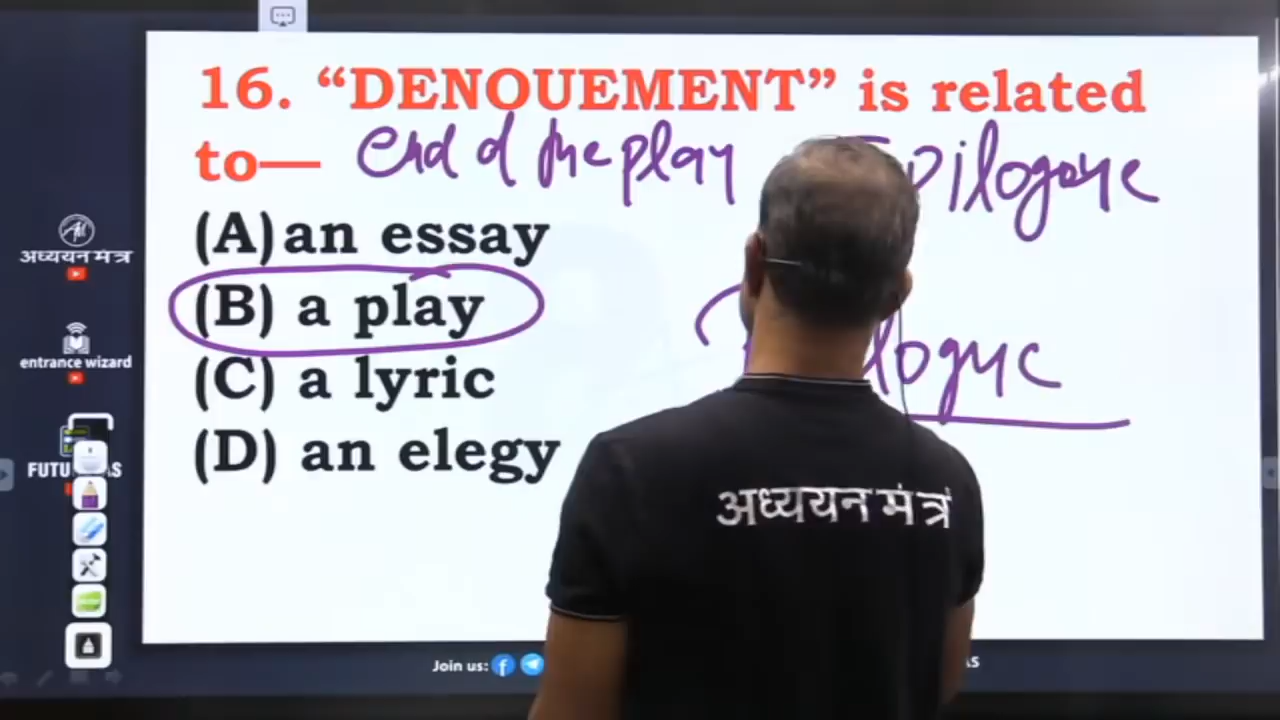 16. “DENOUEMENT” is related
to— end of the play Epilogue
(A) an essay
(B) a play
(C) a lyric
(D) an elegy
अध्ययन मंत्र
entrance wizard
अध्ययन मंत्र
Join us: